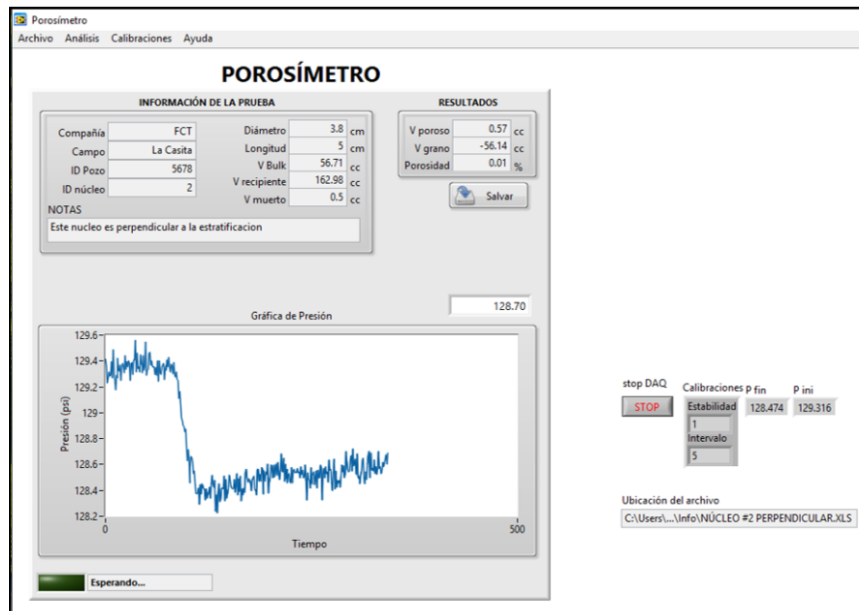 Porosímetro
Archivo Análisis Calibraciones Ayuda
POROSÍMETRO
INFORMACIÓN DE LA PRUEBA
Compañía FCT
Campo La Casita
ID Pozo 5678
ID núcleo 2
Diámetro 3.8 cm
Longitud 5 cm
V Bulk 56.71 cc
V recipiente 162.98 cc
V muerto 0.5 cc
NOTAS
Este nucleo es perpendicular a la estratificacion
RESULTADOS
V poroso 0.57 cc
V grano -56.14 cc
Porosidad 0.01 %
Salvar
128.70
Gráfica de Presión
129.6
129.4
129.2
129
128.8
128.6
128.4
128.2
Presión (psi)
0 500
Tiempo
Esperando...
stop DAQ
STOP
Calibraciones
Estabilidad
1
Intervalo
5
P fin
128.474
P ini
129.316
Ubicación del archivo
C:\Users\...\Info\NÚCLEO #2 PERPENDICULAR.XLS